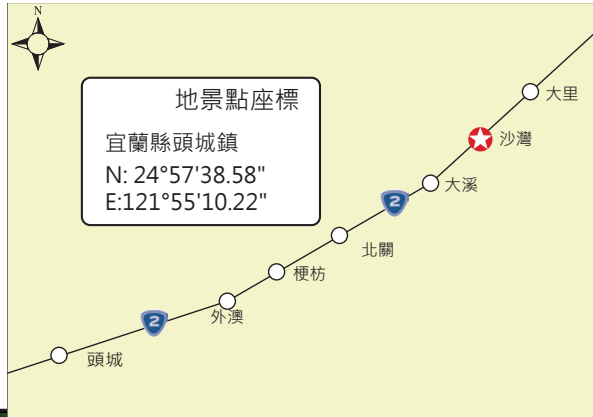 N
地景點座標
宜蘭縣頭城鎮
N: 24°57'38.58"
E:121°55'10.22"
大里
沙灣
大溪
2
北關
梗枋
外澳
2
頭城